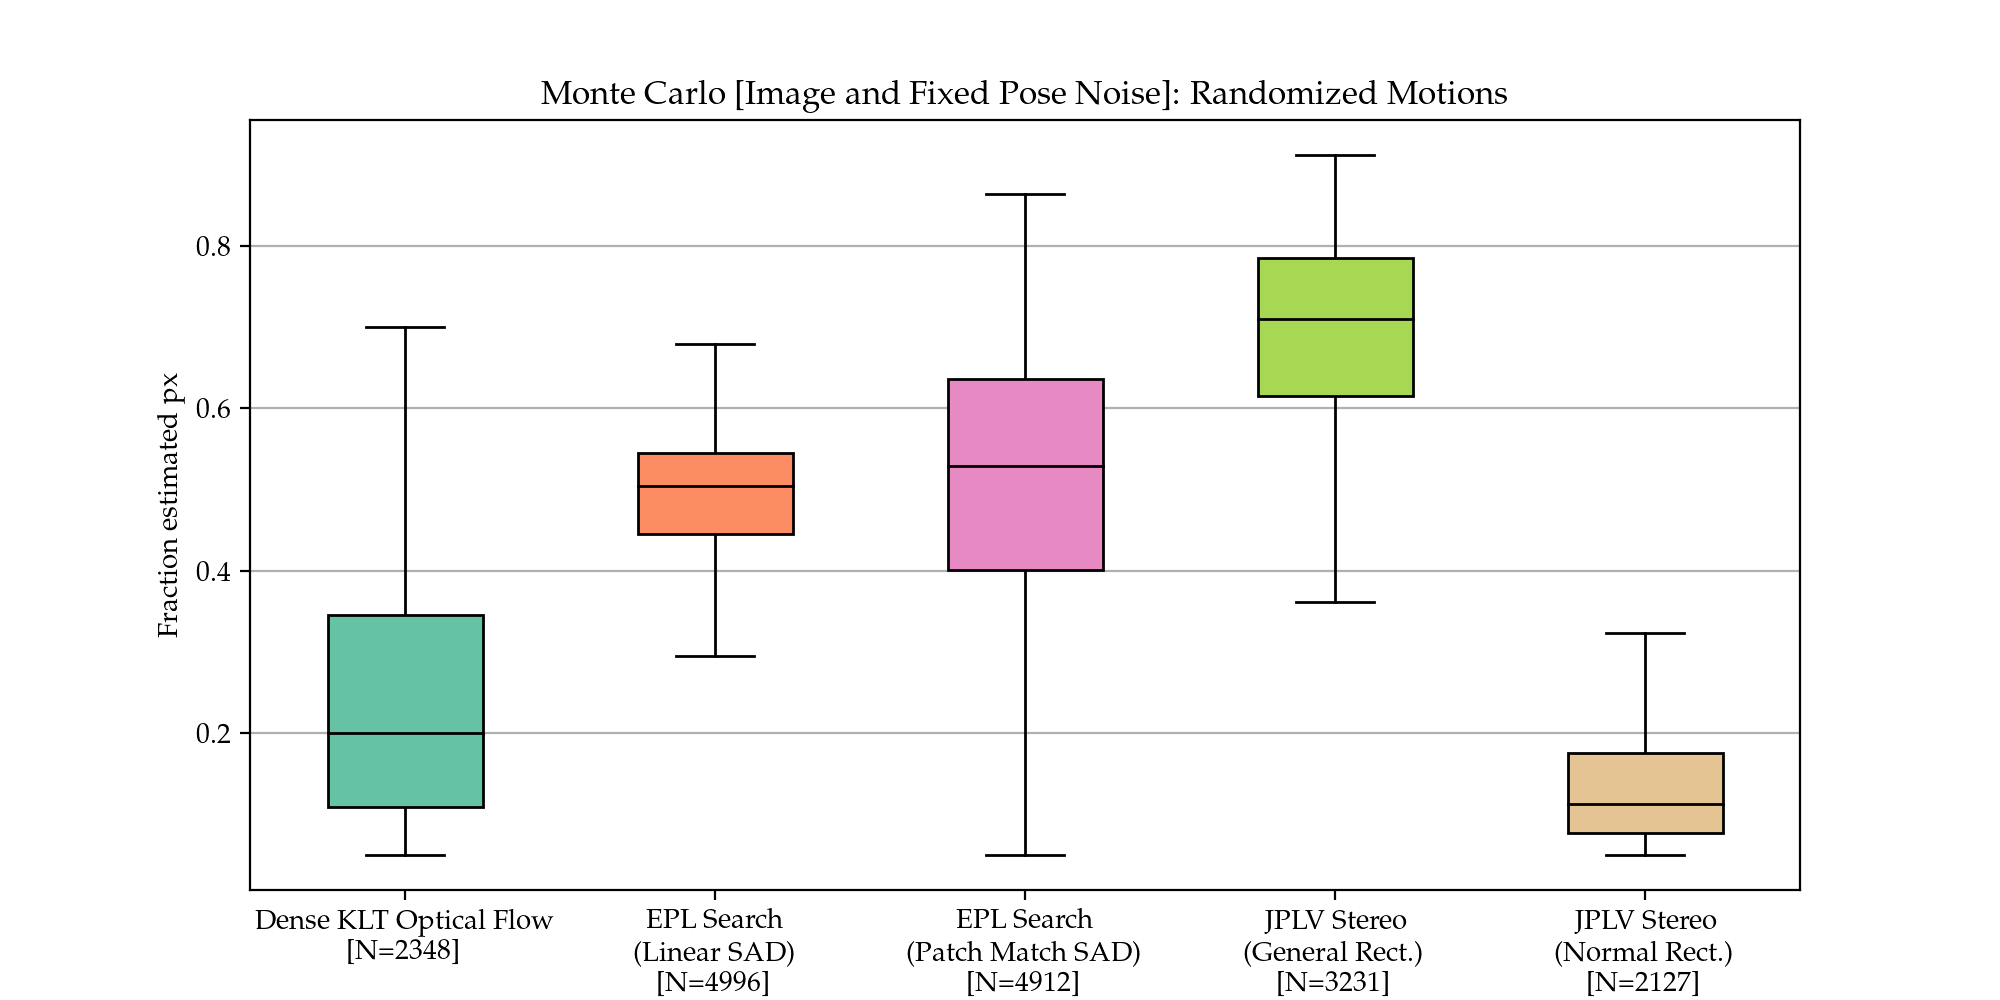 Monte Carlo [Image and Fixed Pose Noise]: Randomized Motions
Fraction estimated px
0.8
0.6
0.4
0.2
Dense KLT Optical Flow
[N=2348]
EPL Search
(Linear SAD)
[N=4996]
EPL Search
(Patch Match SAD)
[N=4912]
JPLV Stereo
(General Rect.)
[N=3231]
JPLV Stereo
(Normal Rect.)
[N=2127]